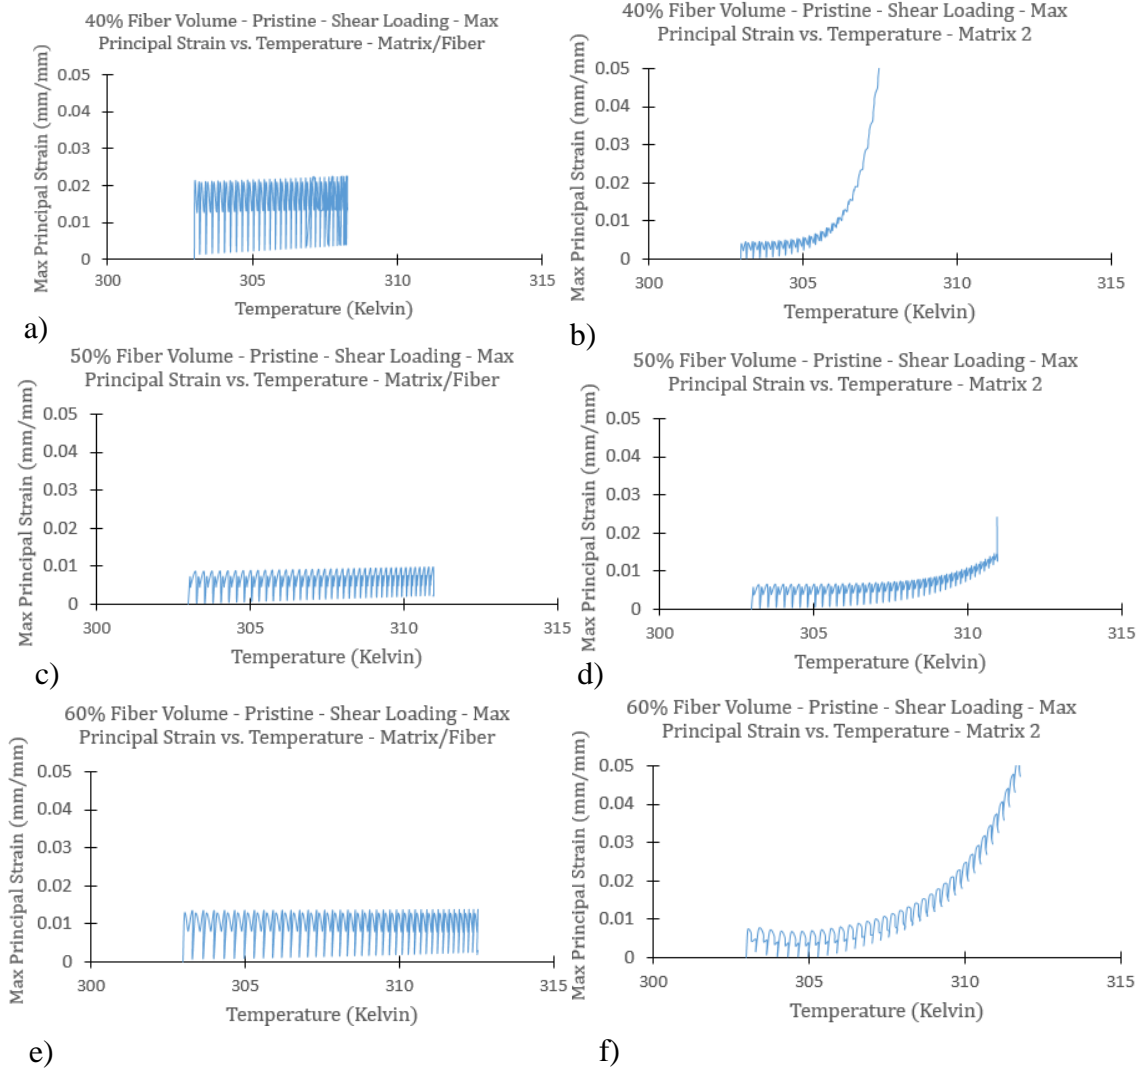 40% Fiber Volume - Pristine - Shear Loading - Max
Principal Strain vs. Temperature - Matrix/Fiber
Max Principal Strain (mm/mm)
0.05
0.04
0.03
0.02
0.01
0
300
305
310
315
Temperature (Kelvin)
a)
40% Fiber Volume - Pristine - Shear Loading - Max
Principal Strain vs. Temperature - Matrix 2
Max Principal Strain (mm/mm)
0.05
0.04
0.03
0.02
0.01
0
300
305
310
315
Temperature (Kelvin)
b)
50% Fiber Volume - Pristine - Shear Loading - Max
Principal Strain vs. Temperature - Matrix/Fiber
Max Principal Strain (mm/mm)
0.05
0.04
0.03
0.02
0.01
0
300
305
310
315
Temperature (Kelvin)
c)
50% Fiber Volume - Pristine - Shear Loading - Max
Principal Strain vs. Temperature - Matrix 2
Max Principal Strain (mm/mm)
0.05
0.04
0.03
0.02
0.01
0
300
305
310
315
Temperature (Kelvin)
d)
60% Fiber Volume - Pristine - Shear Loading - Max
Principal Strain vs. Temperature - Matrix/Fiber
Max Principal Strain (mm/mm)
0.05
0.04
0.03
0.02
0.01
0
300
305
310
315
Temperature (Kelvin)
e)
60% Fiber Volume - Pristine - Shear Loading - Max
Principal Strain vs. Temperature - Matrix 2
Max Principal Strain (mm/mm)
0.05
0.04
0.03
0.02
0.01
0
300
305
310
315
Temperature (Kelvin)
f)